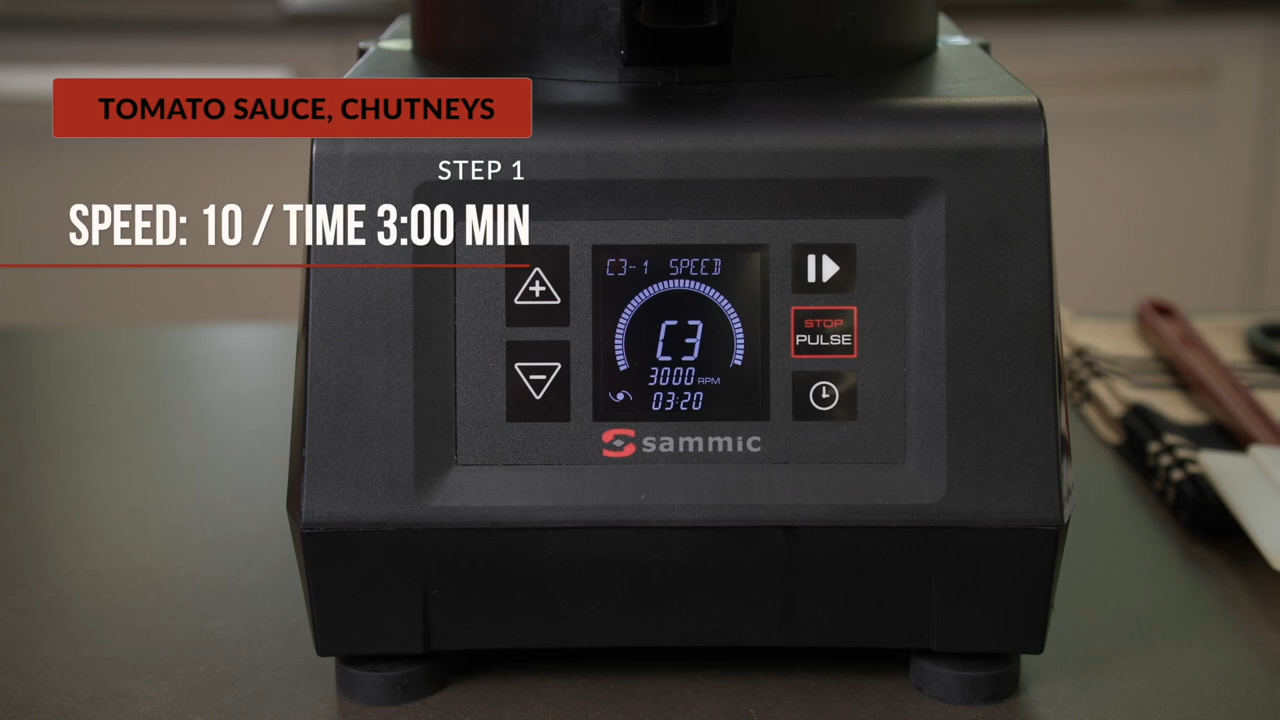 TOMATO SAUCE, CHUTNEYS
STEP 1
SPEED: 10 / TIME 3:00 MIN
C3-1 SPEED
C3
3000 RPM
03:20
STOP
PULSE
sammic